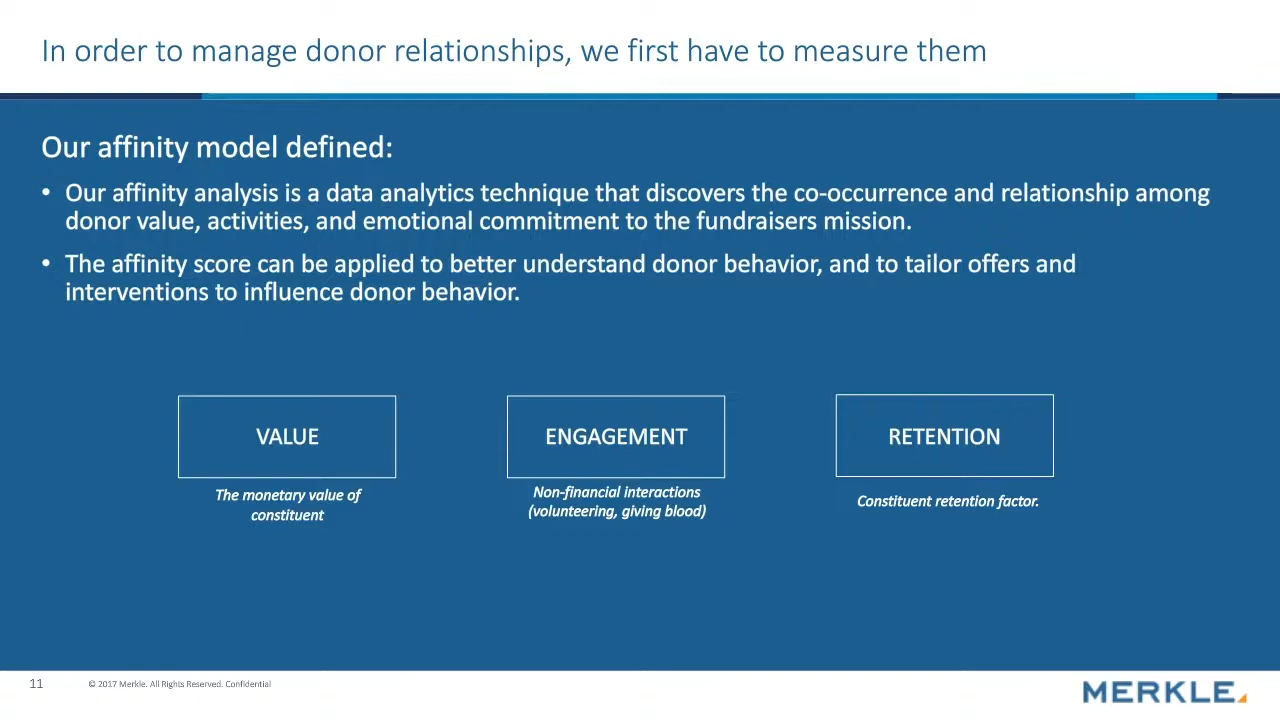 In order to manage donor relationships, we first have to measure them
Our affinity model defined:
• Our affinity analysis is a data analytics technique that discovers the co-occurrence and relationship among
donor value, activities, and emotional commitment to the fundraisers mission.
• The affinity score can be applied to better understand donor behavior, and to tailor offers and
interventions to influence donor behavior.
VALUE
The monetary value of
constituent
ENGAGEMENT
Non-financial interactions
(volunteering, giving blood)
RETENTION
Constituent retention factor.
11
© 2017 Merkle. All Rights Reserved. Confidential
MERKLE